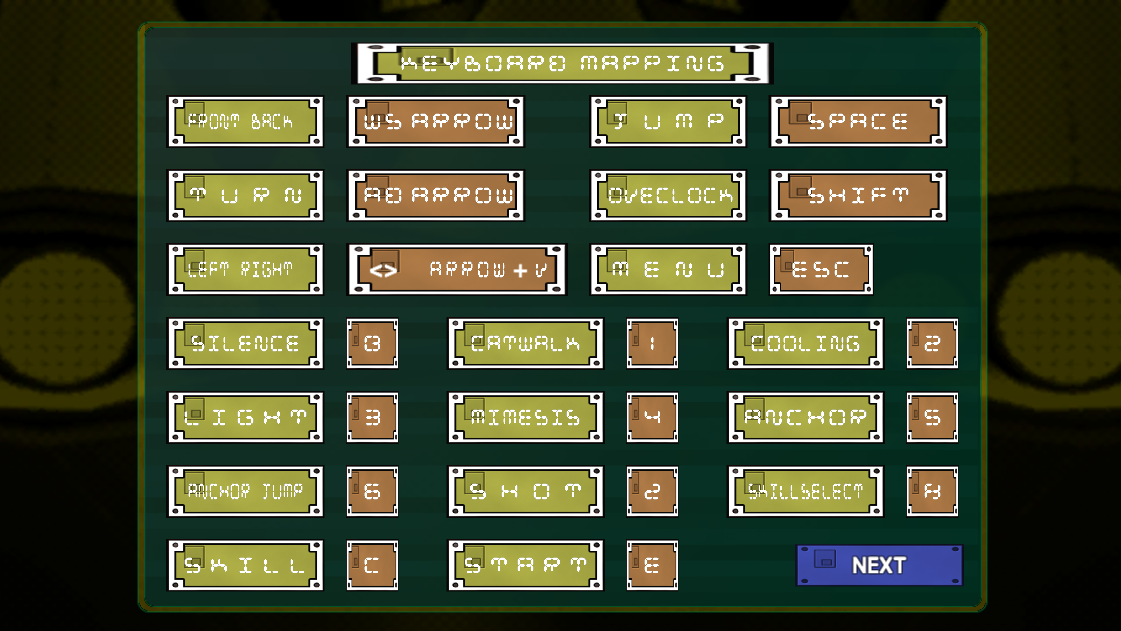 KEYBOARD MAPPING
FRONT BACK WS ARROW JUMP SPACE
TURN AD ARROW OVECLOCK SHIFT
LEFT RIGHT <> ARROW + V MENU ESC
SILENCE 0 CATWALK 1 COOLING 2
LIGHT 3 MIMESIS 4 ANCHOR 5
ANCHOR JUMP 6 SHOT SKILLSELECT
SKILL C START E
NEXT